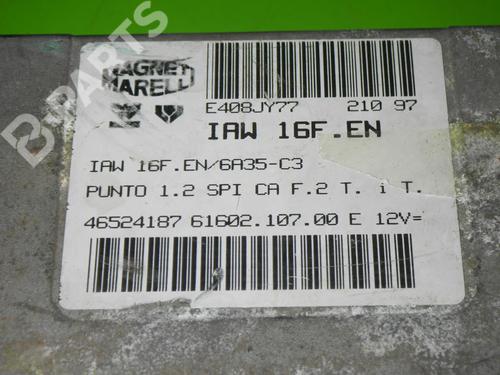 B-PARTS
MAGNETI
MARELLI
E408JY77 210 97
IAW 16F.EN
IAW 16F.EN/6A35-C3
PUNTO 1.2 SPI CA F.2 T. i T.
46524187 61602.107.00 E 12V=